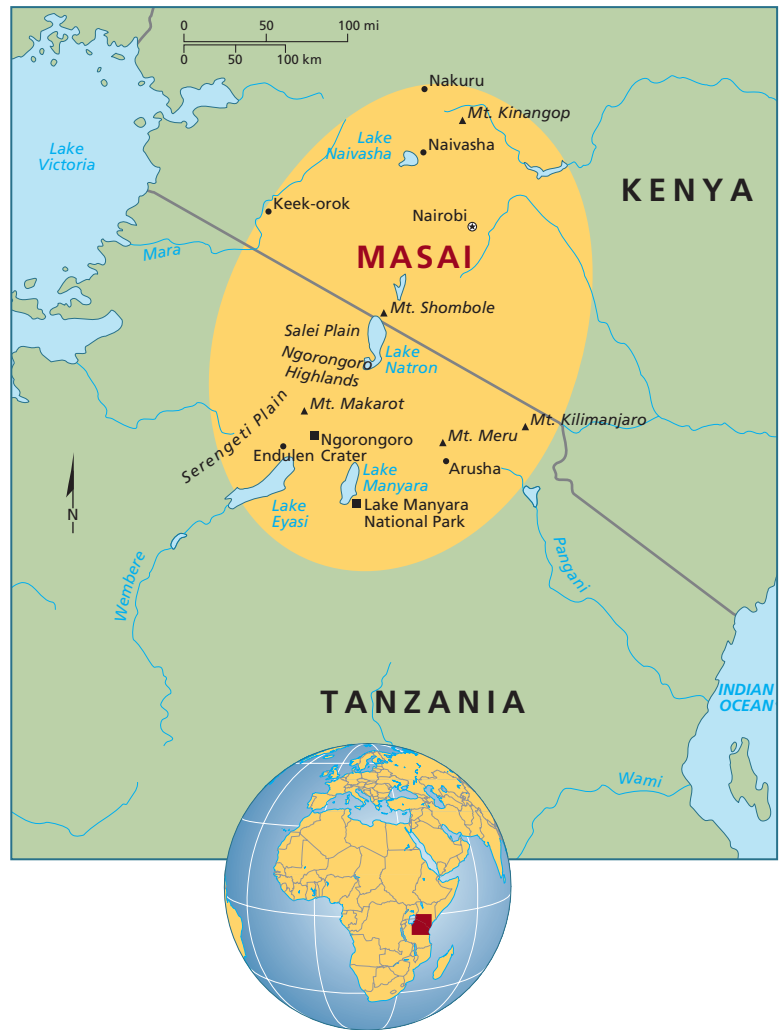 0 50 100 mi
0 50 100 km
Nakuru
Mt. Kinangop
Lake
Victoria
Lake
Naivasha
Naivasha
KENYA
Keek-orok
Nairobi
Mara
MASAI
Mt. Shombole
Salei Plain
Lake
Natron
Ngorongoro
Highlands
Mt. Makarot
Serengeti Plain
Mt. Kilimanjaro
Ngorongoro
Crater
Mt. Meru
Endulen
Arusha
Lake
Manyara
Lake
Eyasi
Lake Manyara
National Park
N
Wembere
Pangani
TANZANIA
INDIAN
OCEAN
Wami